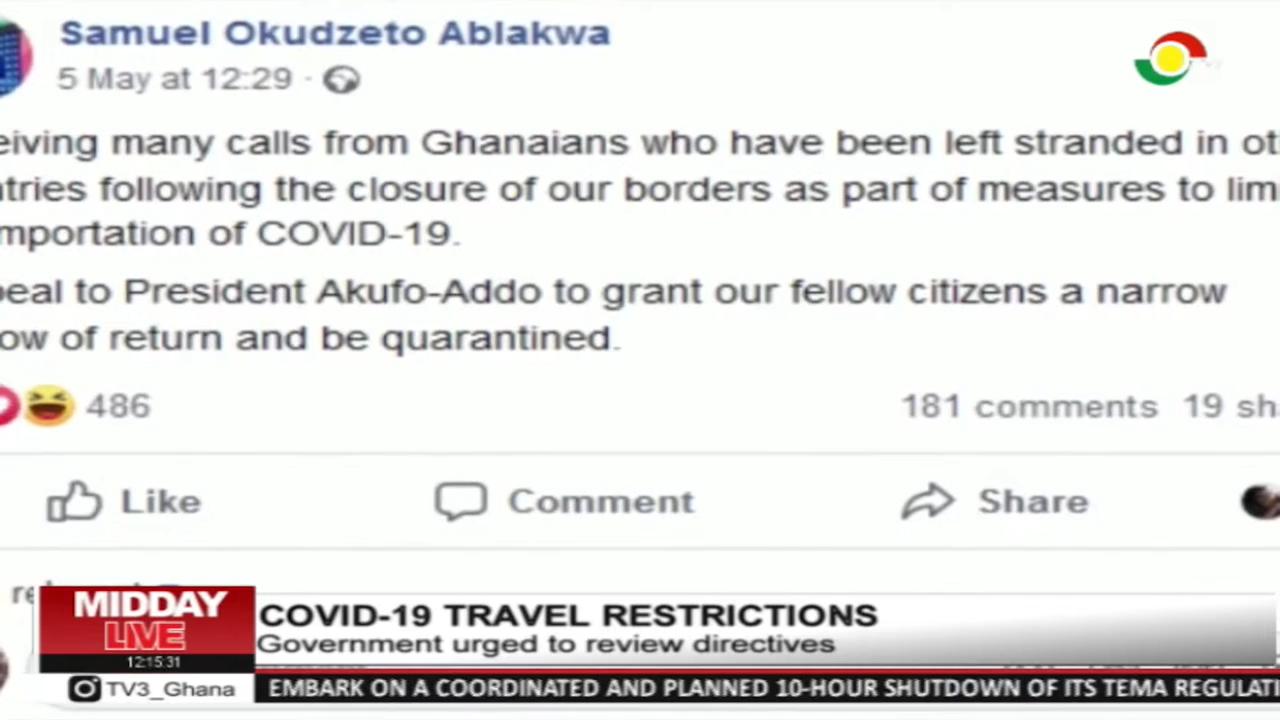 Samuel Okudzeto Ablakwa
5 May at 12:29 ·
eiving many calls from Ghanaians who have been left stranded in ot
tries following the closure of our borders as part of measures to lim
mportation of COVID-19.
eal to President Akufo-Addo to grant our fellow citizens a narrow
ow of return and be quarantined.
486
181 comments 19 sh
Like
Comment
Share
MIDDAY
LIVE
12:15:31
COVID-19 TRAVEL RESTRICTIONS
Government urged to review directives
TV3_Ghana
EMBARK ON A COORDINATED AND PLANNED 10-HOUR SHUTDOWN OF ITS TEMA REGULATI